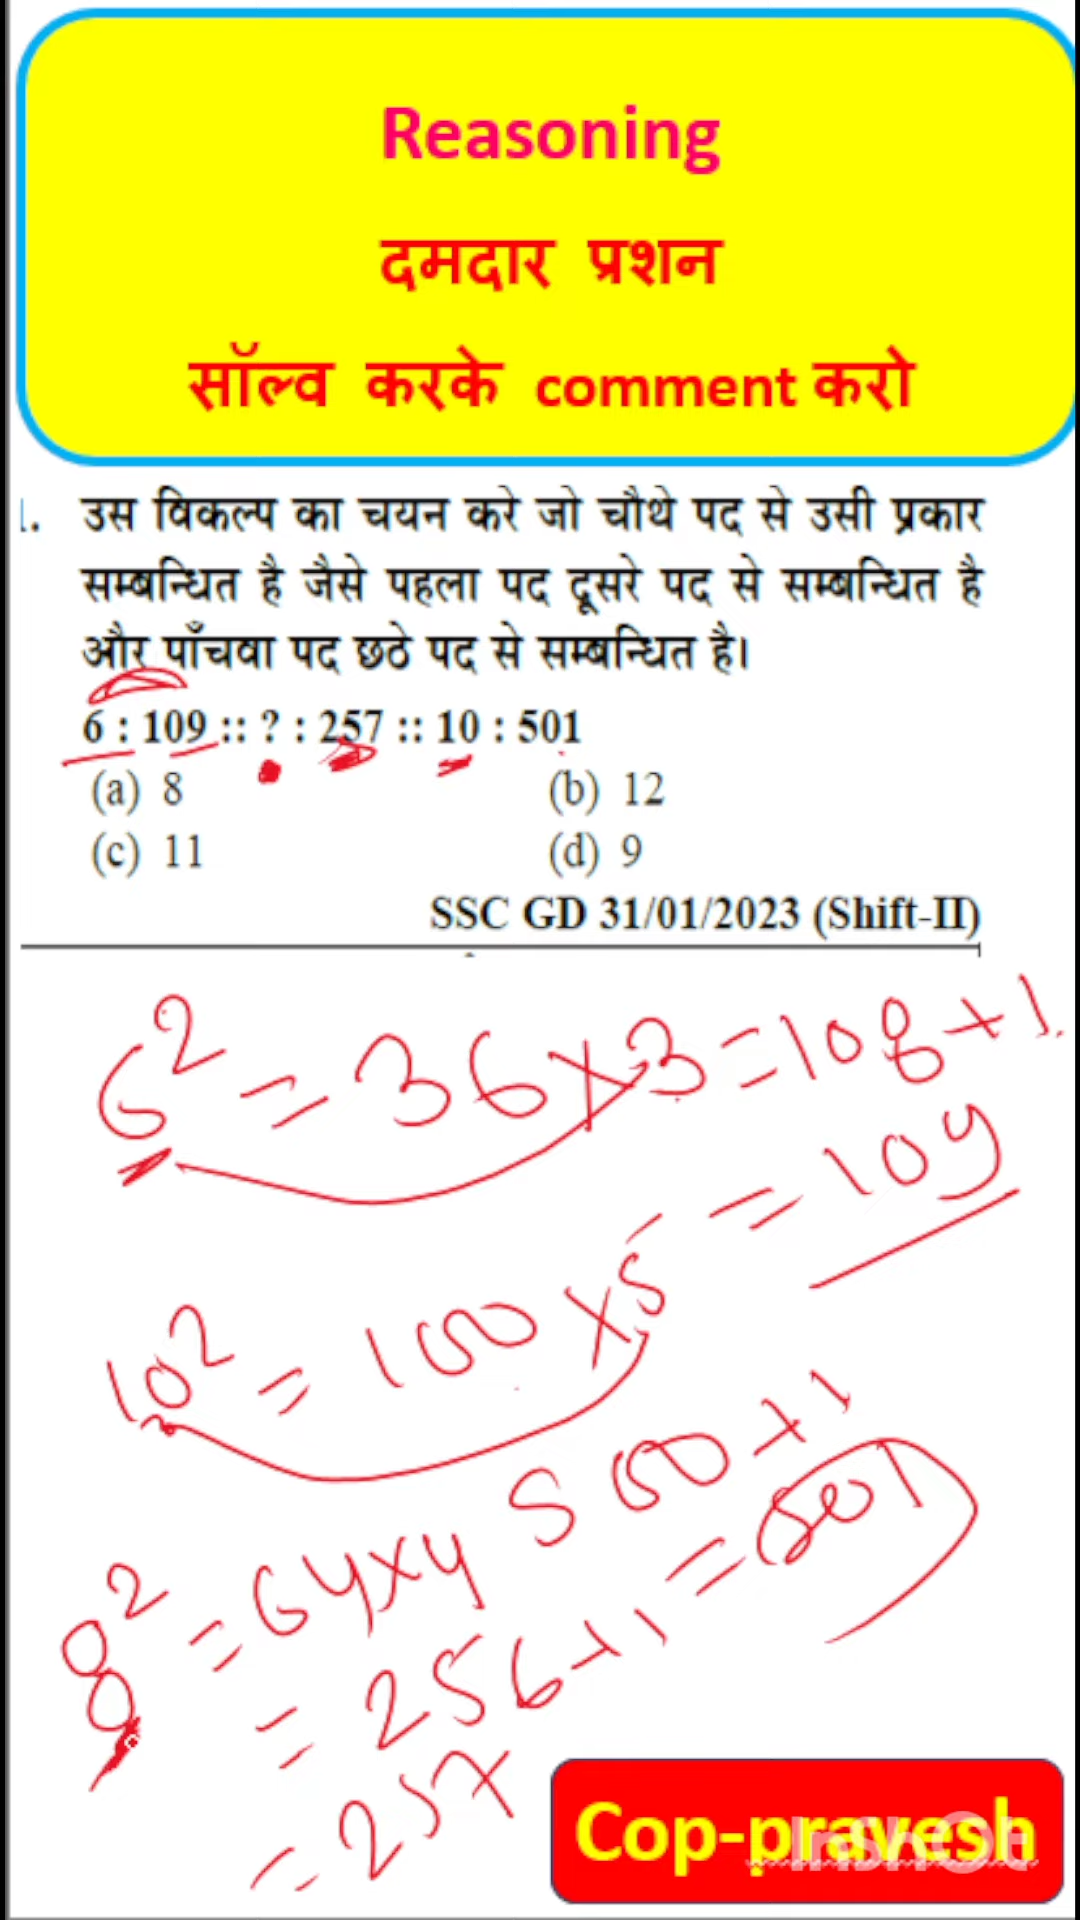 Reasoning
दमदार प्रशन
सॉल्व करके comment करो
1. उस विकल्प का चयन करे जो चौथे पद से उसी प्रकार
सम्बन्धित है जैसे पहला पद दूसरे पद से सम्बन्धित है
और पाँचवा पद छठे पद से सम्बन्धित है।
6 : 109 :: ? : 257 :: 10 : 501
(a) 8 (b) 12
(c) 11 (d) 9
SSC GD 31/01/2023 (Shift-II)
6² = 36 × 3 = 108 + 1
= 109
10² = 100 × 5
500 + 1
= 501
8² = 64 × 4
= 256 + 1
= 257
Cop-pravesh
InShOt